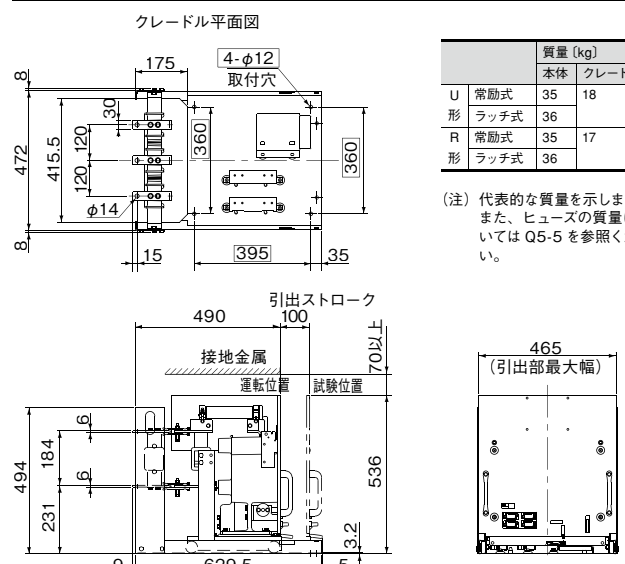 クレードル平面図
175
4-φ12
取付穴
8
30
472
415.5
120
120
360
360
φ14
8
15
395
35
質量〔kg〕
本体
U
形
常励式
35
18
ラッチ式
36
R
形
常励式
35
17
ラッチ式
36
（注）代表的な質量を示しま
また、ヒューズの質量
いては Q5-5 を参照く
い。
引出ストローク
490
100
接地金属
70以上
運転位置
試験位置
6
184
6
494
231
536
3.2
5
465
（引出部最大幅）